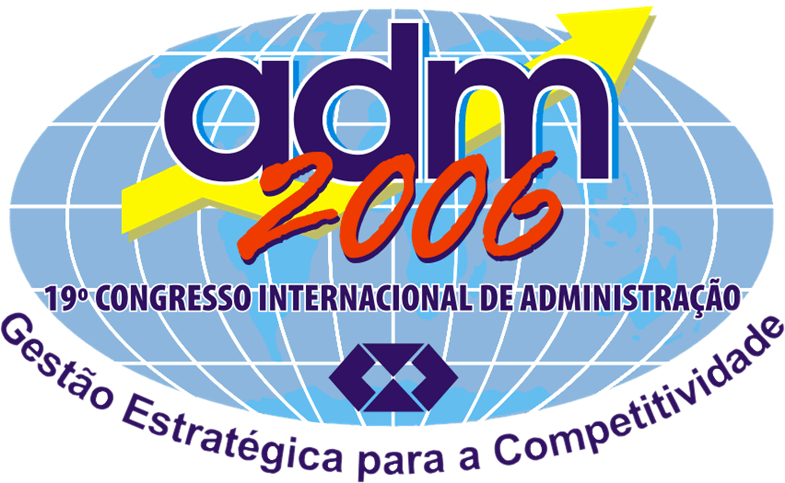 adm
2006
19º CONGRESSO INTERNACIONAL DE ADMINISTRAÇÃO
Gestão Estratégica para a Competitividade